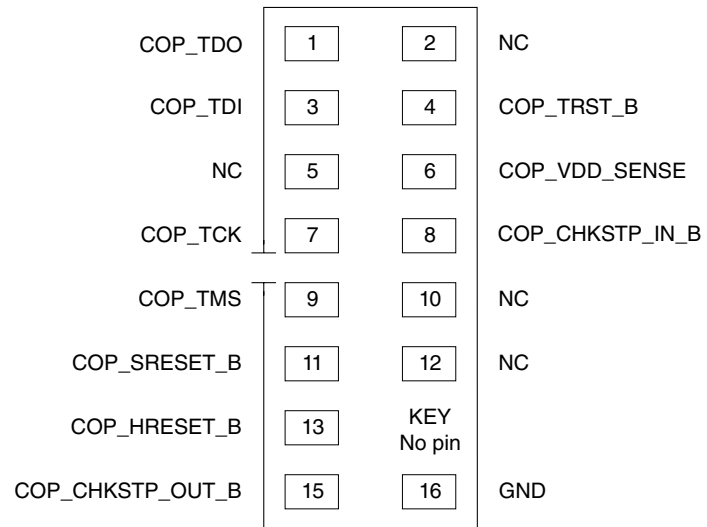 COP_TDO 1 2 NC
COP_TDI 3 4 COP_TRST_B
NC 5 6 COP_VDD_SENSE
COP_TCK 7 8 COP_CHKSTP_IN_B
COP_TMS 9 10 NC
COP_SRESET_B 11 12 NC
COP_HRESET_B 13 KEY
No pin
COP_CHKSTP_OUT_B 15 16 GND